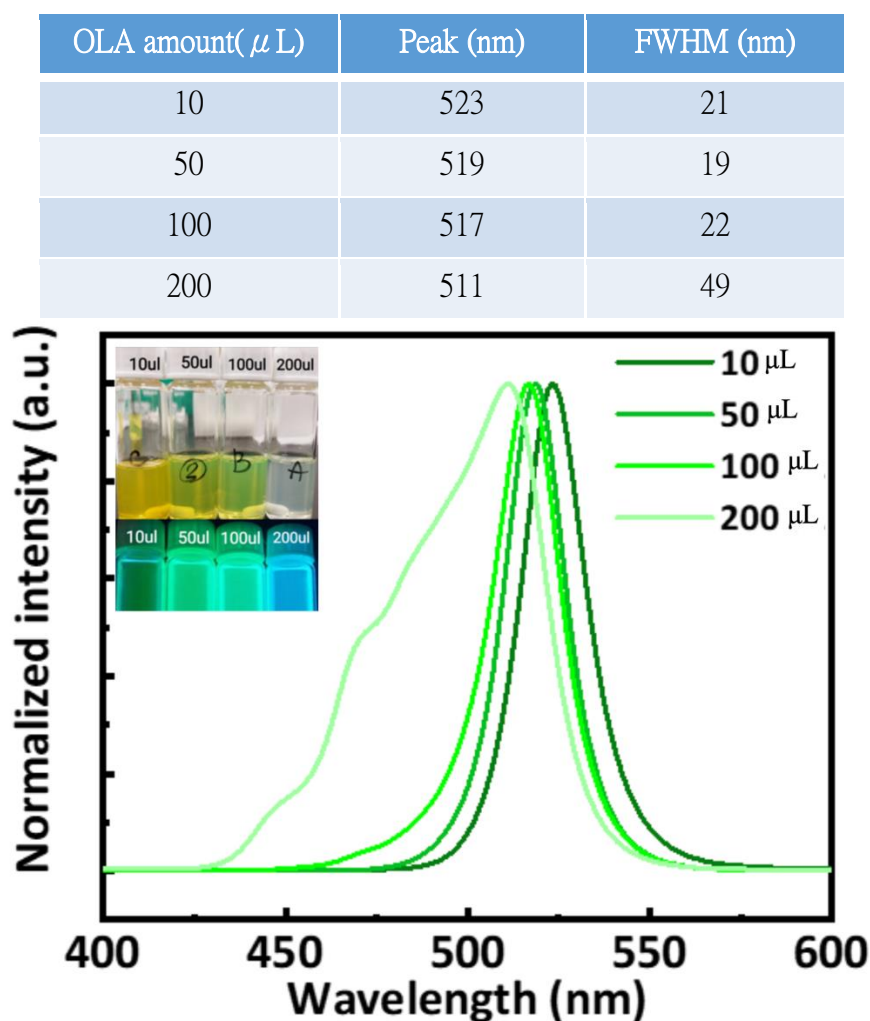 OLA amount(μL) Peak (nm) FWHM (nm)
10 523 21
50 519 19
100 517 22
200 511 49
Normalized intensity (a.u.)
10ul 50ul 100ul 200ul
② B A
10ul 50ul 100ul 200ul
10 μL
50 μL
100 μL
200 μL
400 450 500 550 600
Wavelength (nm)